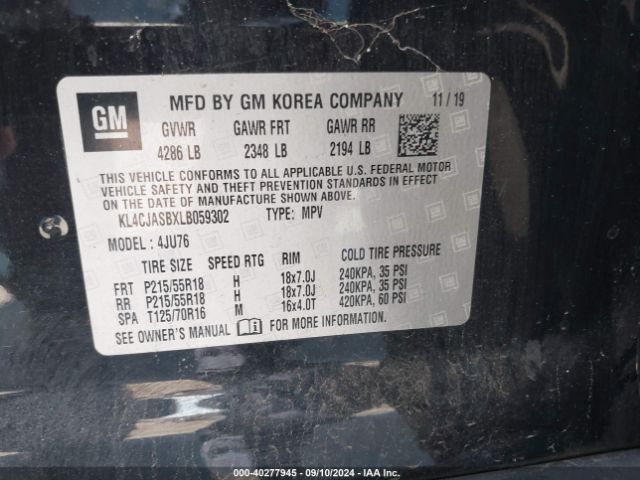 GM
MFD BY GM KOREA COMPANY 11 / 19
GVWR GAWR FRT GAWR RR
4286 LB 2348 LB 2194 LB
THIS VEHICLE CONFORMS TO ALL APPLICABLE U.S. FEDERAL MOTOR
VEHICLE SAFETY AND THEFT PREVENTION STANDARDS IN EFFECT
ON THE DATE OF MANUFACTURE SHOWN ABOVE.
KL4CJASBXLB059302 TYPE: MPV
MODEL : 4JU76
TIRE SIZE SPEED RTG RIM COLD TIRE PRESSURE
FRT P215/55R18 H 18x7.0J 240KPA, 35 PSI
RR P215/55R18 H 18x7.0J 240KPA, 35 PSI
SPA T125/70R16 M 16x4.0T 420KPA, 60 PSI
SEE OWNER'S MANUAL FOR MORE INFORMATION.
000-40277945 - 09/10/2024 - IAA Inc.